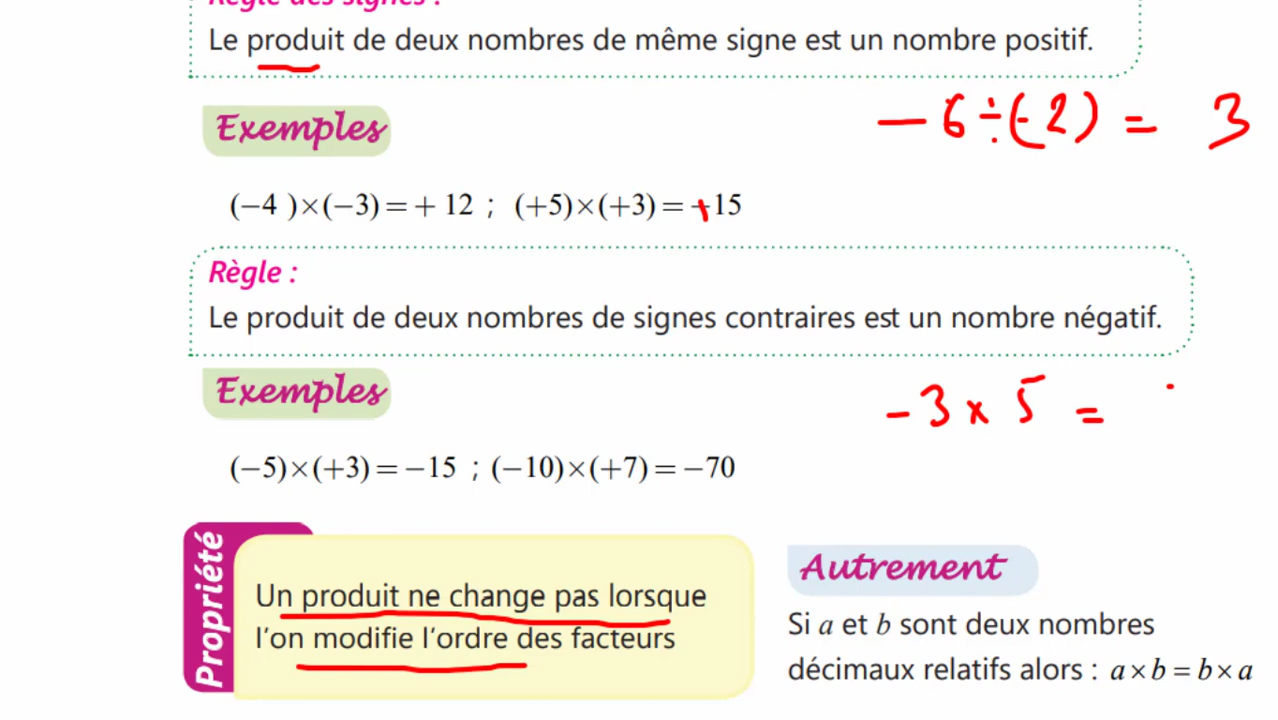 Règle des signes :
Le produit de deux nombres de même signe est un nombre positif.
Exemples
− 6 ÷ (-2) = 3
(−4 )×(−3) = + 12 ; (+5)×(+3) = +15
Règle :
Le produit de deux nombres de signes contraires est un nombre négatif.
Exemples
-3 × 5 =
(−5)×(+3) = −15 ; (−10)×(+7) = −70
Propriété
Un produit ne change pas lorsque
l'on modifie l'ordre des facteurs
Autrement
Si a et b sont deux nombres
décimaux relatifs alors : a×b = b×a